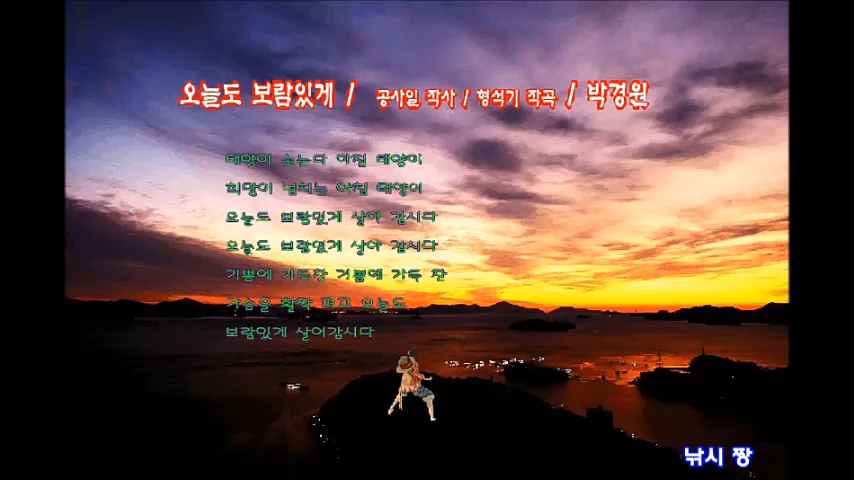 오늘도 보람있게 / 공사일 작사 / 형석기 작곡 / 박경원
태양이 솟는다 아침 태양이
희망이 넘치는 아침 태양이
오늘도 보람있게 살아 갑시다
오늘도 보람있게 살아 갑시다
기쁨에 가득찬 기쁨에 가득 찬
가슴을 활짝 펴고 오늘도
보람있게 살어갑시다
낚시 짱